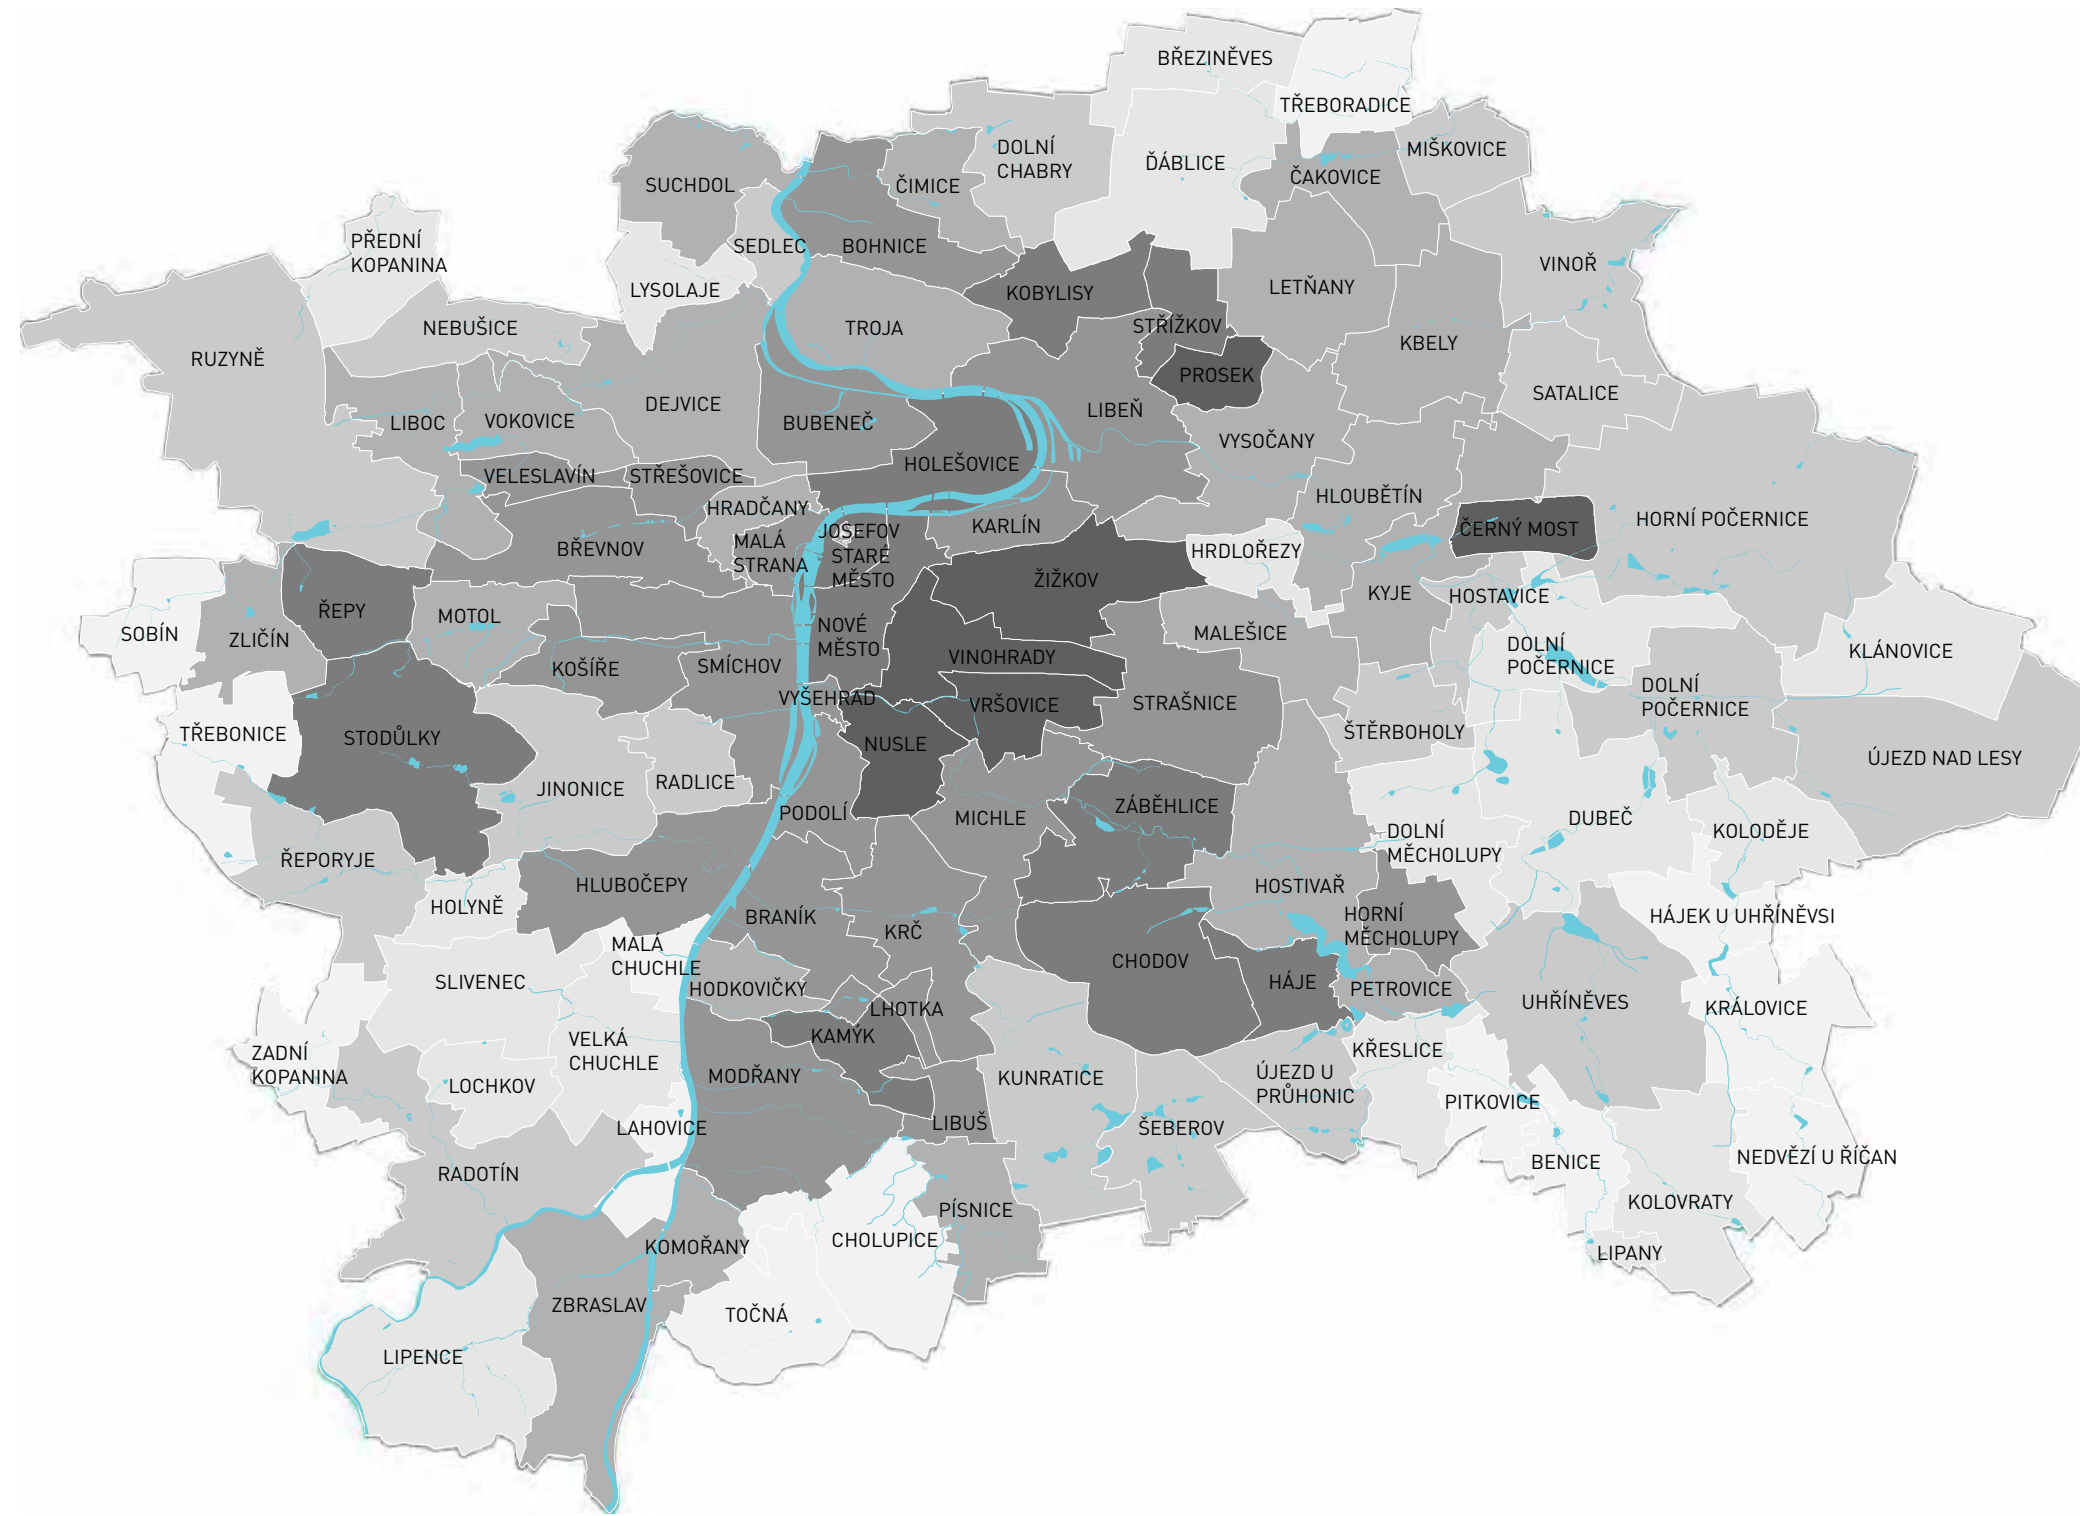 BŘEZINĚVES
TŘEBORADICE
DOLNÍ
CHABRY
MIŠKOVICE
ĎÁBLICE
ČAKOVICE
SUCHDOL
ČIMICE
PŘEDNÍ
KOPANINA
SEDLEC
BOHNICE
VINOŘ
LYSOLAJE
KOBYLISY
LETŇANY
NEBUŠICE
TROJA
STŘÍŽKOV
KBELY
RUZYNĚ
PROSEK
SATALICE
DEJVICE
LIBOC
VOKOVICE
BUBENEČ
LIBEŇ
VYSOČANY
HOLEŠOVICE
VELESLAVÍN
STŘEŠOVICE
HLOUBĚTÍN
HRADČANY
HORNÍ POČERNICE
KARLÍN
JOSEFOV
ČERNÝ MOST
BŘEVNOV
MALÁ
STRANA
STARÉ
MĚSTO
HRDLOŘEZY
ŽIŽKOV
KYJE
HOSTAVICE
ŘEPY
MOTOL
SOBÍN
ZLIČÍN
NOVÉ
MĚSTO
MALEŠICE
DOLNÍ
POČERNICE
KLÁNOVICE
KOŠÍŘE
SMÍCHOV
VINOHRADY
DOLNÍ
POČERNICE
VYŠEHRAD
VRŠOVICE
STRAŠNICE
TŘEBONICE
STODŮLKY
NUSLE
ŠTĚRBOHOLY
ÚJEZD NAD LESY
JINONICE
RADLICE
PODOLÍ
MICHLE
ZÁBĚHLICE
DUBEČ
KOLODĚJE
DOLNÍ
MĚCHOLUPY
ŘEPORYJE
HLUBOČEPY
HOSTIVAŘ
HOLYNĚ
BRANÍK
KRČ
HORNÍ
MĚCHOLUPY
HÁJEK U UHŘÍNĚVSI
MALÁ
CHUCHLE
CHODOV
SLIVENEC
HODKOVIČKY
HÁJE
PETROVICE
LHOTKA
UHŘÍNĚVES
KRÁLOVICE
KAMÝK
VELKÁ
CHUCHLE
ZADNÍ
KOPANINA
KŘESLICE
LOCHKOV
MODŘANY
KUNRATICE
ÚJEZD U
PRŮHONIC
PITKOVICE
LAHOVICE
LIBUŠ
ŠEBEROV
RADOTÍN
BENICE
NEDVĚZÍ U ŘÍČAN
PÍSNICE
KOLOVRATY
CHOLUPICE
KOMOŘANY
LIPANY
ZBRASLAV
TOČNÁ
LIPENCE